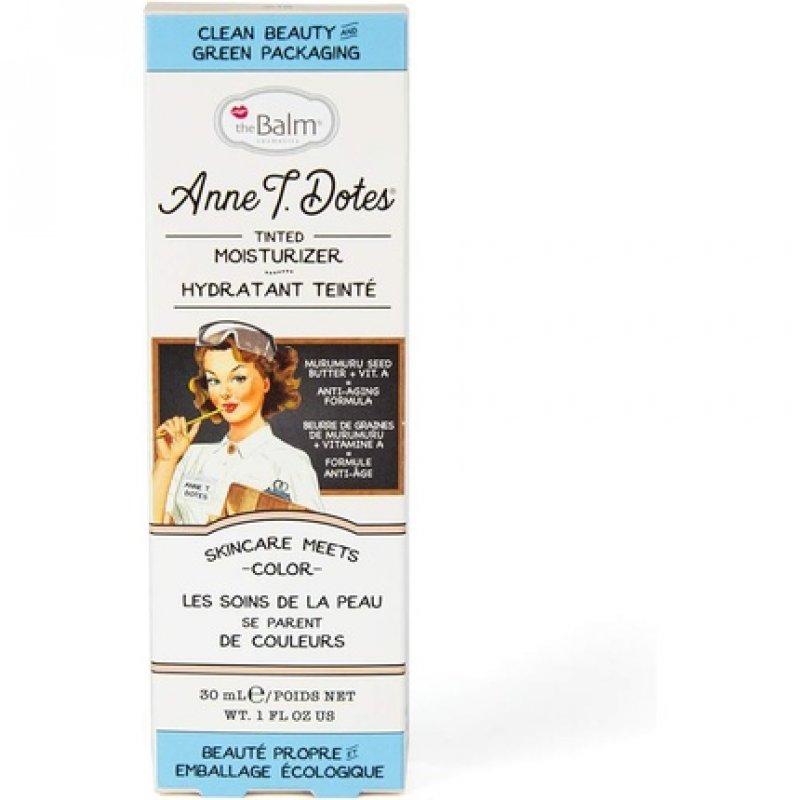 CLEAN BEAUTY AND
GREEN PACKAGING
theBalm®
COSMETICS
Anne T. Dotes®
TINTED
MOISTURIZER
HYDRATANT TEINTÉ
MURUMURU SEED
BUTTER + VIT. A
=
ANTI-AGING
FORMULA
BEURRE DE GRAINES
DE MURUMURU
+ VITAMINE A
=
FORMULE
ANTI-ÂGE
ANNE T.
DOTES
SKINCARE MEETS
-COLOR-
LES SOINS DE LA PEAU
SE PARENT
DE COULEURS
30 mL ℮/POIDS NET
WT. 1 FL OZ US
BEAUTÉ PROPRE ET
EMBALLAGE ÉCOLOGIQUE